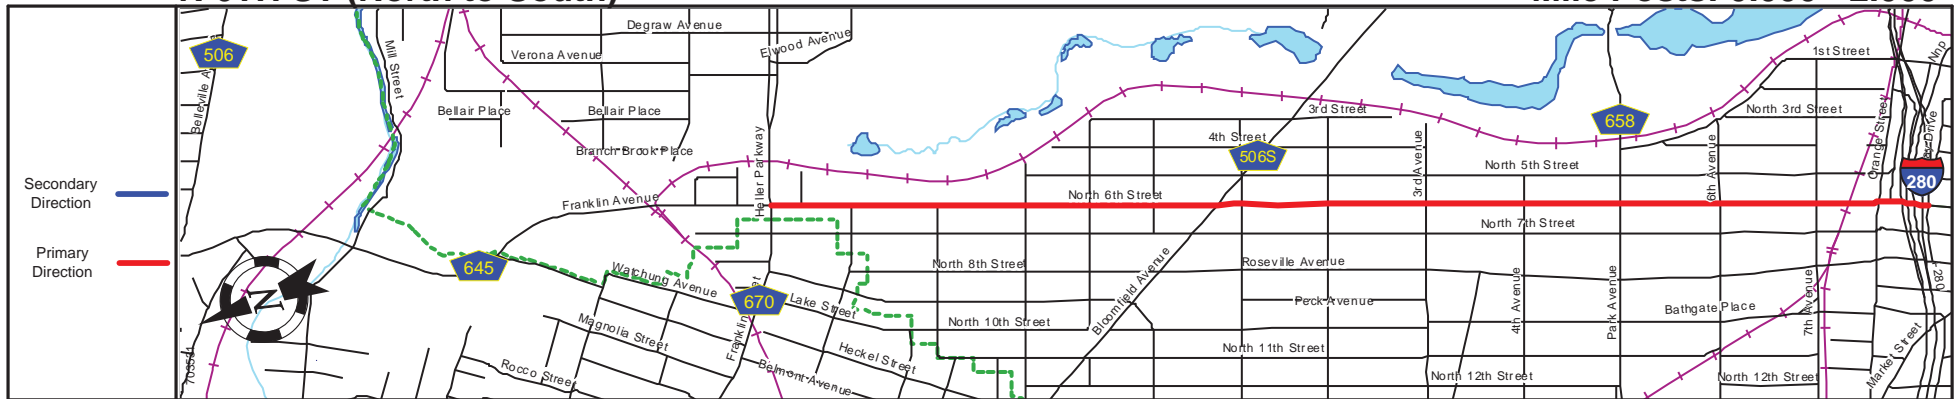 506
Belleville A
Mill Street
Degraw Avenue
Verona Avenue
Elwood Avenue
Bellair Place
Bellair Place
Branch Brook Place
Heller Parkway
Franklin Avenue
1st Street
3rd Street
658
North 3rd Street
4th Street
506S
3rd Avenue
North 5th Street
6th Avenue
Orange Street
Drive
280
Secondary
Direction
North 6th Street
North 7th Street
Primary
Direction
645
Watchung Avenue
North 8th Street
Roseville Avenue
Bloomfield Avenue
N
670
Lake Street
Peck Avenue
4th Avenue
Park Avenue
Bathgate Place
7th Avenue
280
Franklin
et
North 10th Street
Magnolia Street
Heckel Street
North 11th Street
703531
Rocco Street
Belmont Avenue
North 12th Street
North 12th Street
Market Street